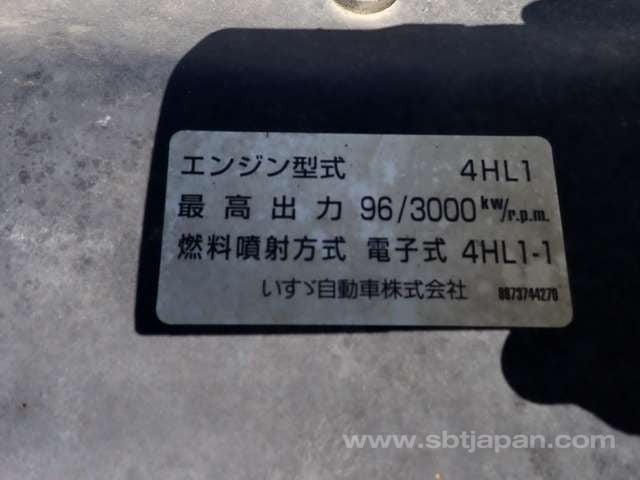 エンジン型式 4HL1
最高出力 96/3000 kw/r.p.m.
燃料噴射方式 電子式 4HL1-1
いすゞ自動車株式会社 8973744270
www.sbtjapan.com